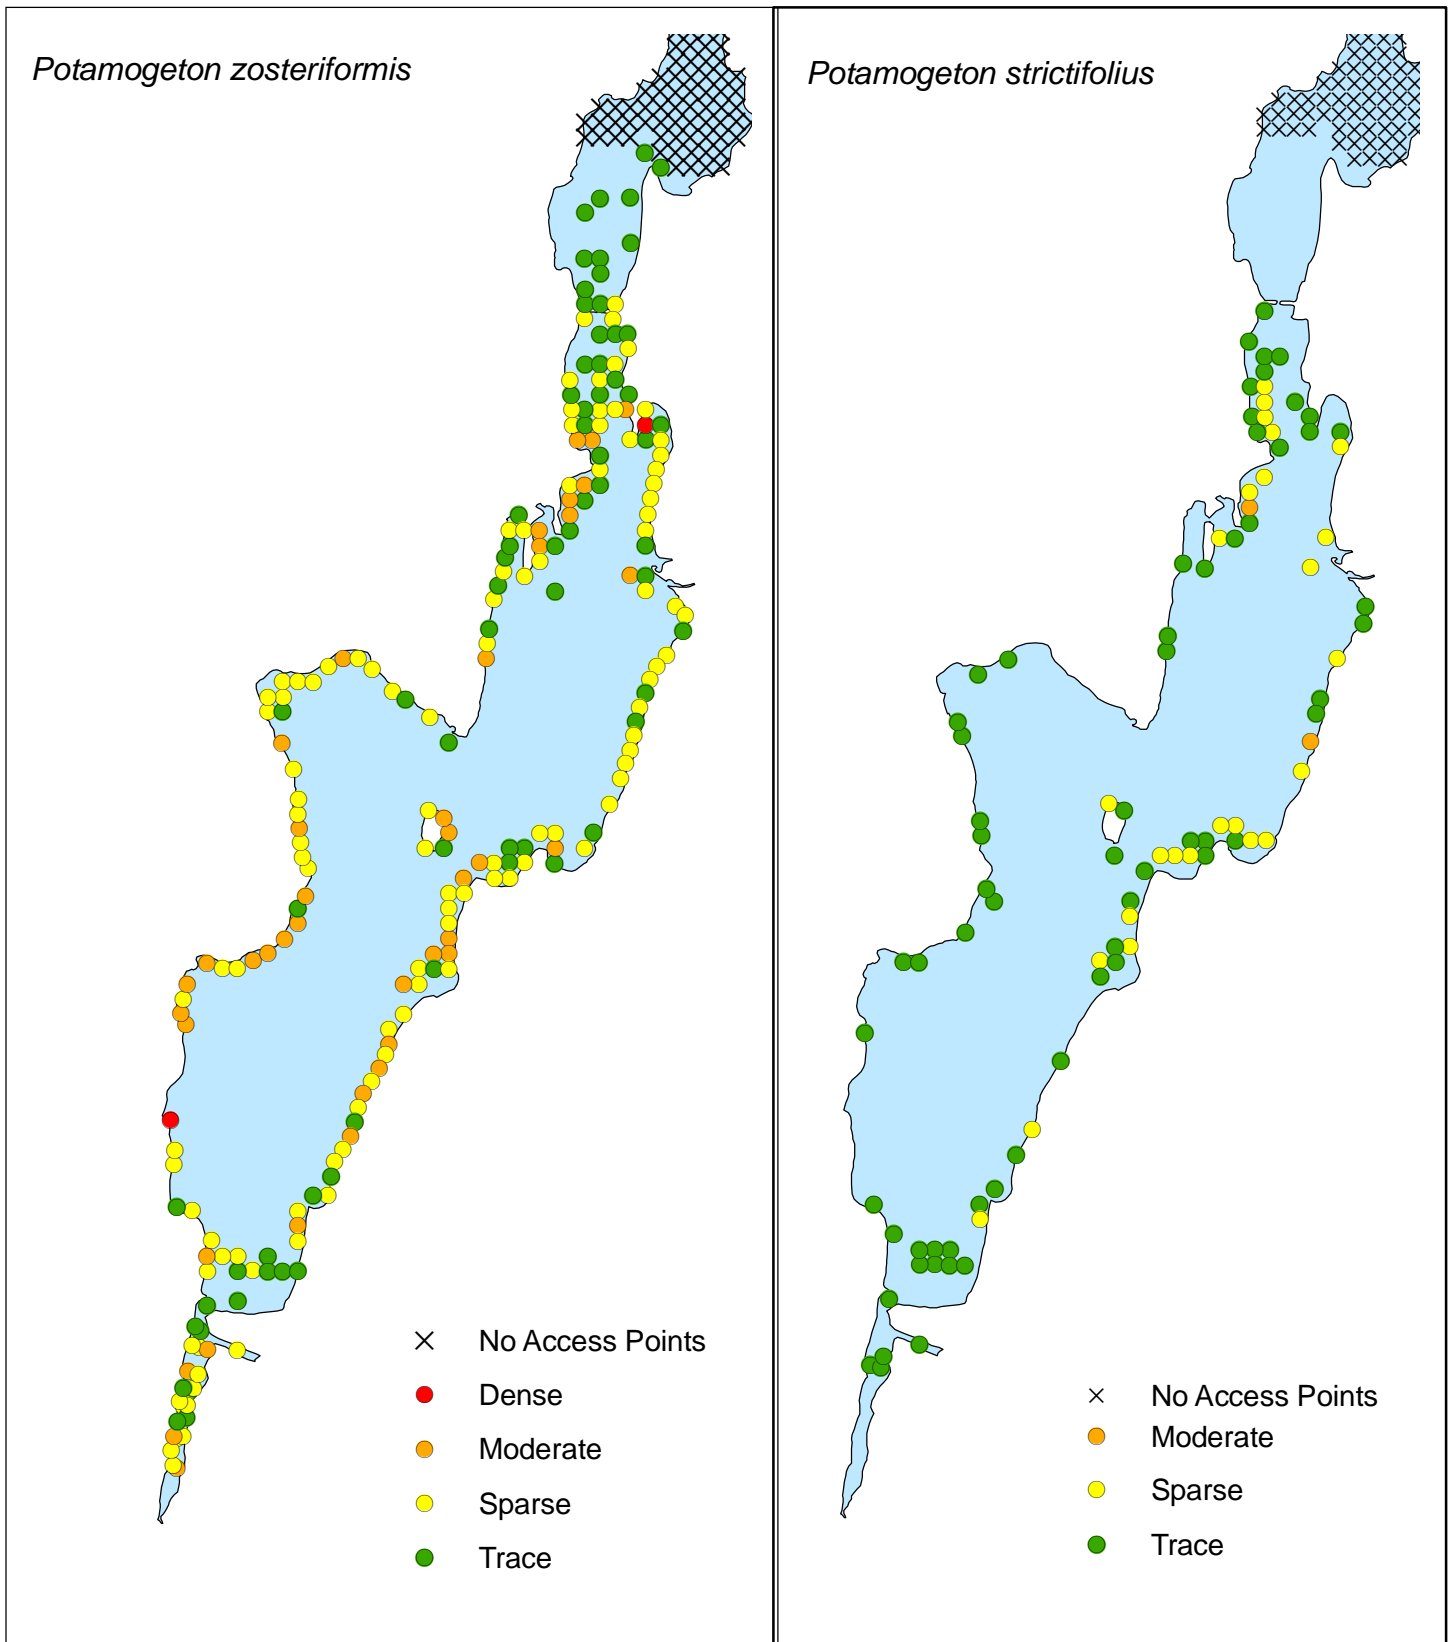 Potamogeton zosteriformis
No Access Points
Dense
Moderate
Sparse
Trace
Potamogeton strictifolius
No Access Points
Moderate
Sparse
Trace